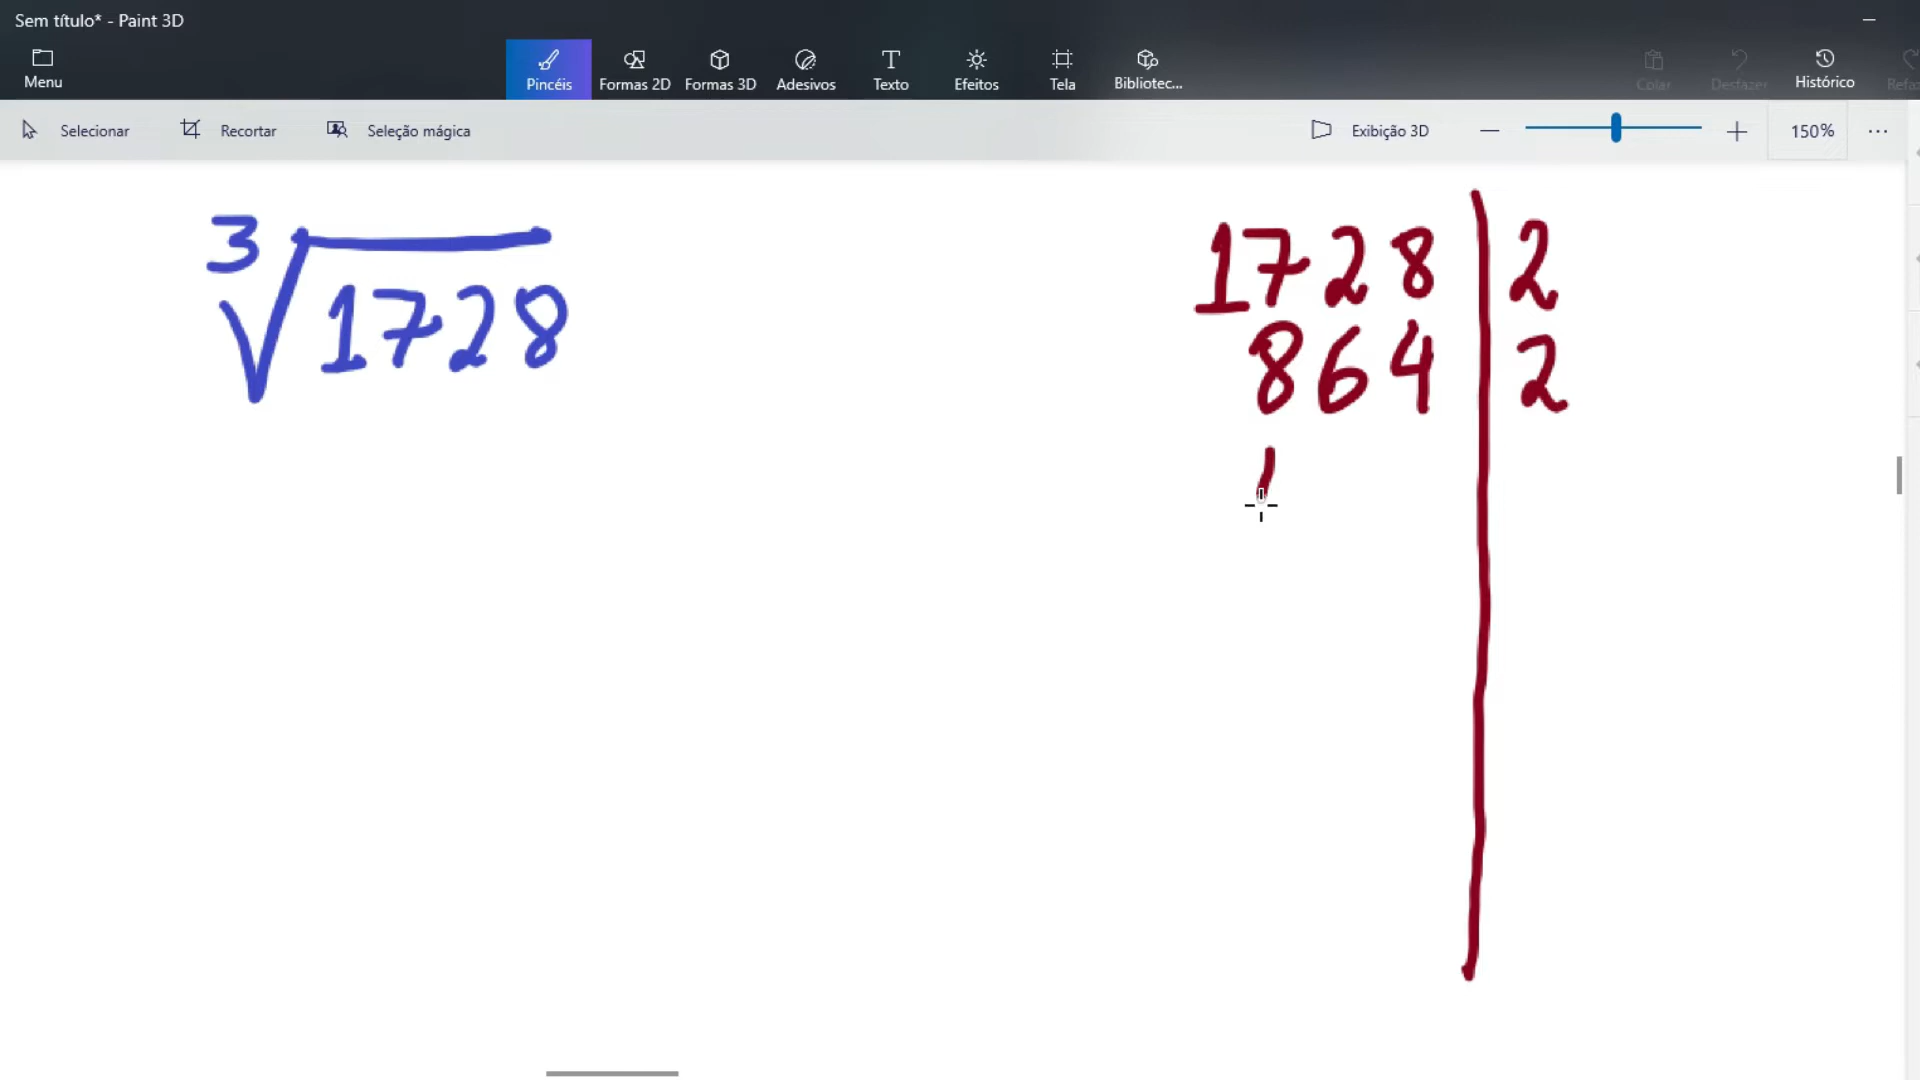 Sem título* - Paint 3D
Menu
Pincéis
Formas 2D
Formas 3D
Adesivos
Texto
Efeitos
Tela
Bibliotec...
Colar
Desfazer
Histórico
Refaz
Selecionar
Recortar
Seleção mágica
Exibição 3D
150%
3√1728
1728 | 2
864 | 2